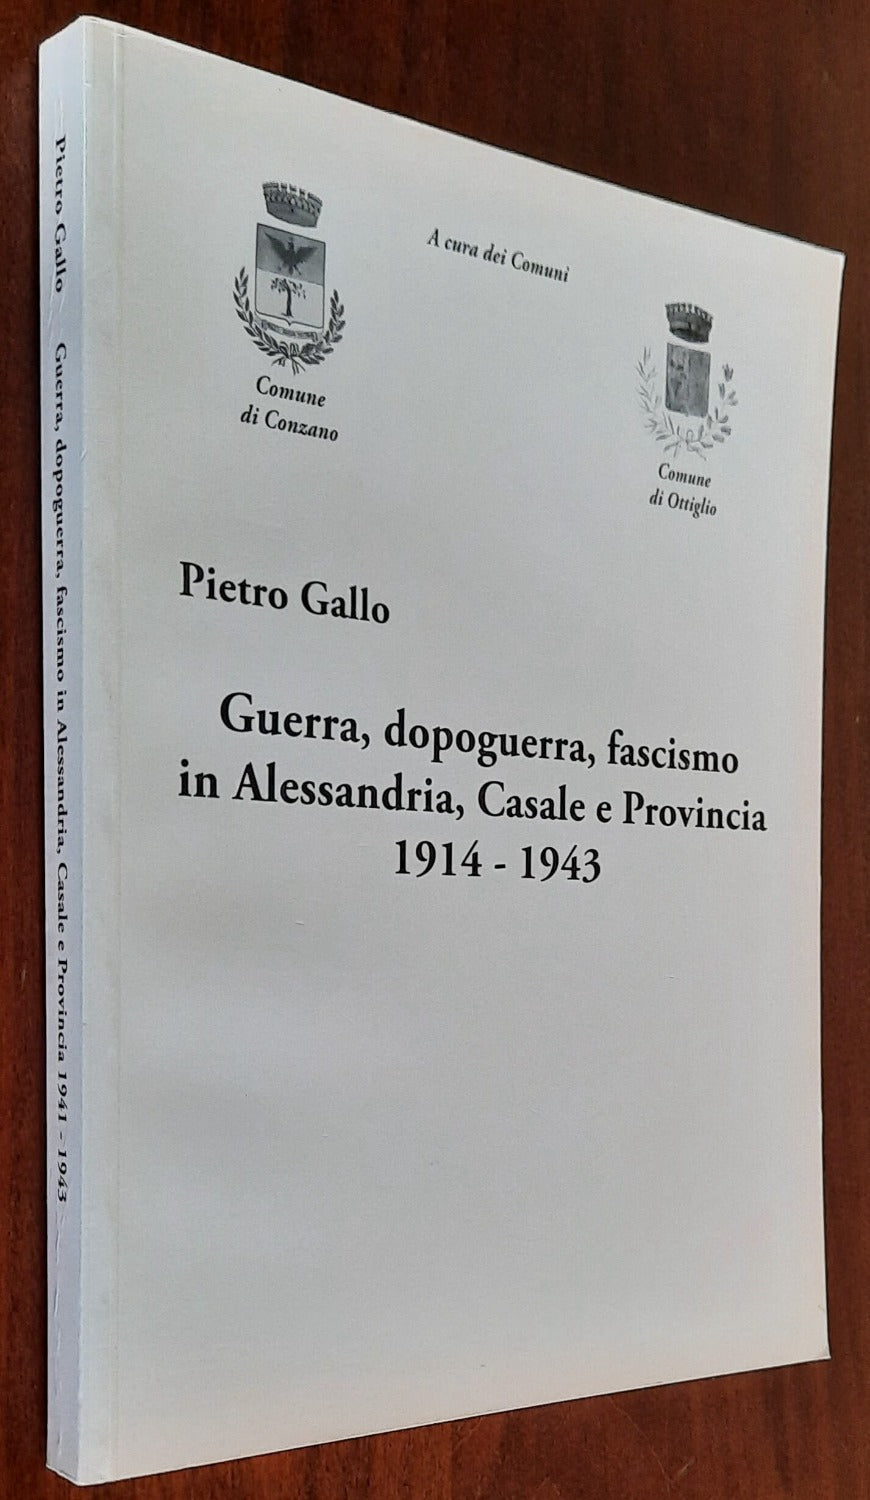 A cura dei Comuni
Comune
di Conzano
Comune
di Ottiglio
Pietro Gallo
Guerra, dopoguerra, fascismo
in Alessandria, Casale e Provincia
1914 - 1943
Pietro Gallo Guerra, dopoguerra, fascismo in Alessandria, Casale e Provincia 1941 - 1943